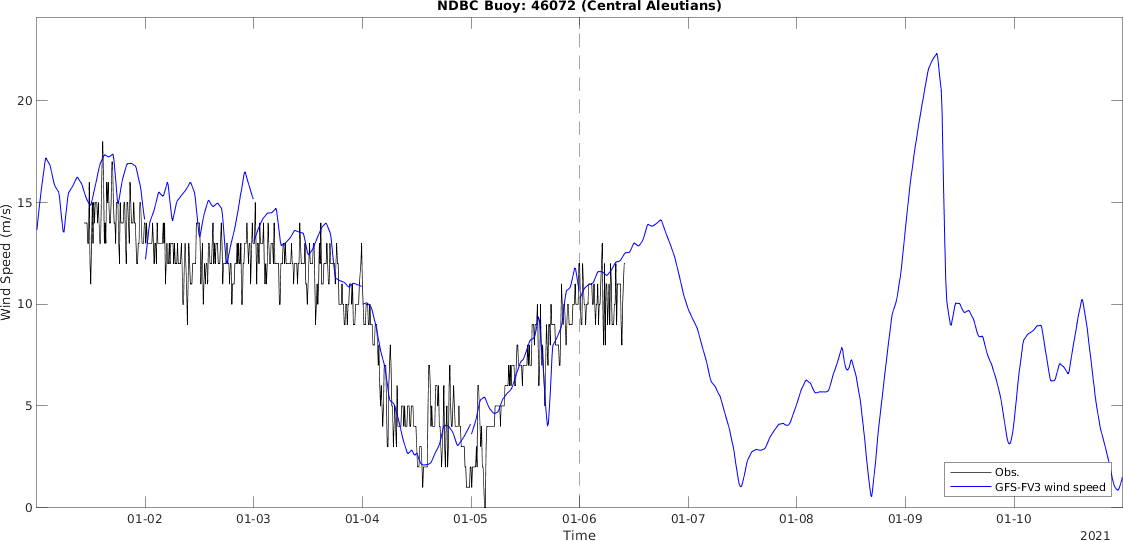 NDBC Buoy: 46072 (Central Aleutians)
Wind Speed (m/s)
20
15
10
5
0
01-02 01-03 01-04 01-05 01-06 01-07 01-08 01-09 01-10
Time
2021
Obs.
GFS-FV3 wind speed